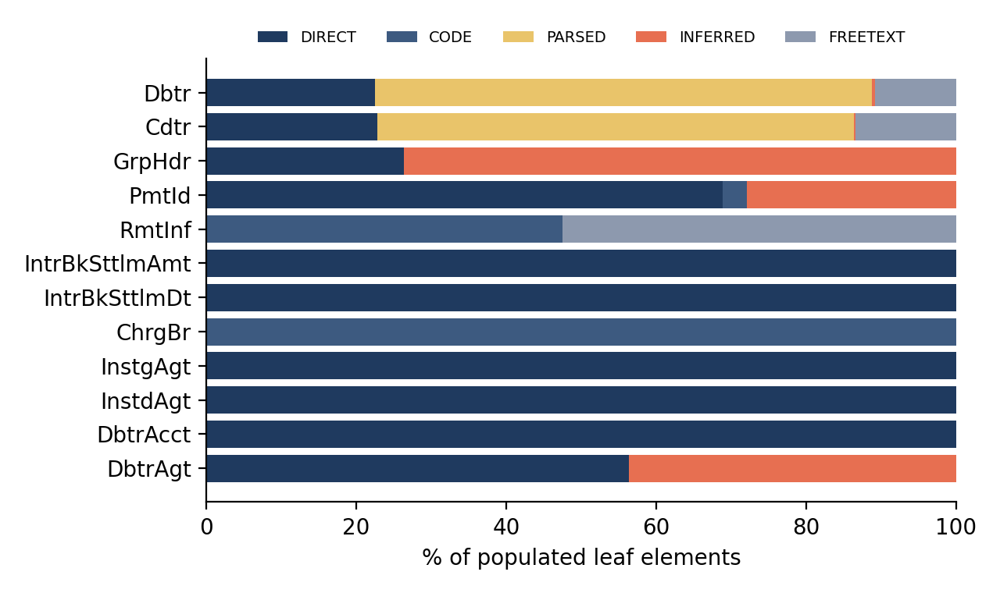 DIRECT CODE PARSED INFERRED FREETEXT
Dbtr
Cdtr
GrpHdr
PmtId
RmtInf
IntrBkSttlmAmt
IntrBkSttlmDt
ChrgBr
InstgAgt
InstdAgt
DbtrAcct
DbtrAgt
0 20 40 60 80 100
% of populated leaf elements